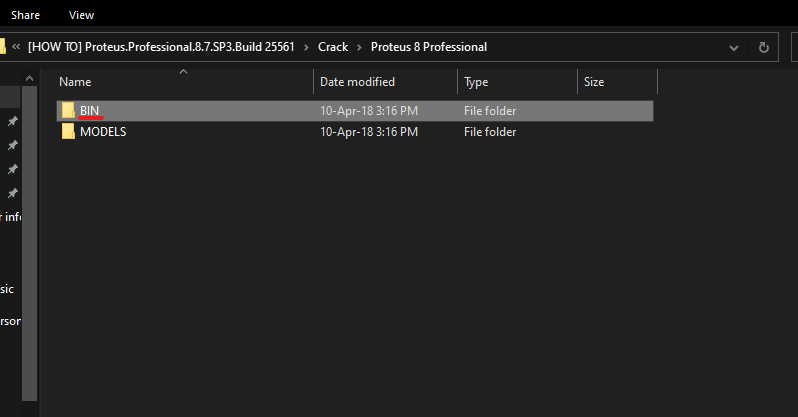 Share View
« [HOW TO] Proteus.Professional.8.7.SP3.Build 25561 › Crack › Proteus 8 Professional
Name Date modified Type Size
BIN 10-Apr-18 3:16 PM File folder
MODELS 10-Apr-18 3:16 PM File folder
r info
sic
rson